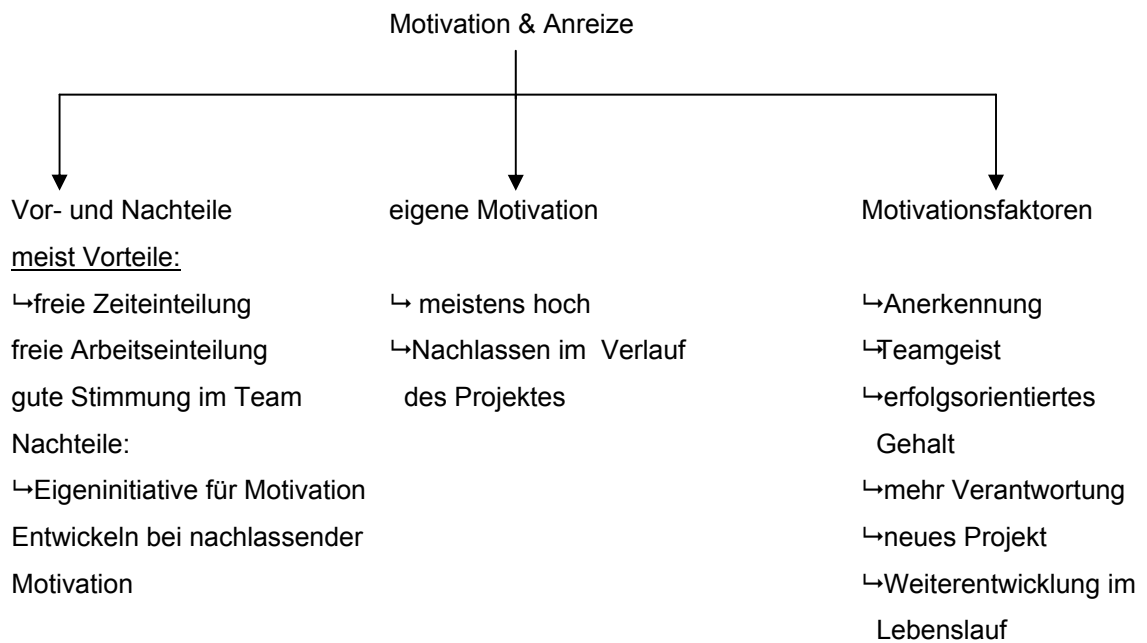 Motivation & Anreize
Vor- und Nachteile
meist Vorteile:
↳freie Zeiteinteilung
freie Arbeitseinteilung
gute Stimmung im Team
Nachteile:
↳Eigeninitiative für Motivation
Entwickeln bei nachlassender
Motivation
eigene Motivation
↳ meistens hoch
↳Nachlassen im Verlauf
des Projektes
Motivationsfaktoren
↳Anerkennung
↳Teamgeist
↳erfolgsorientiertes
Gehalt
↳mehr Verantwortung
↳neues Projekt
↳Weiterentwicklung im
Lebenslauf